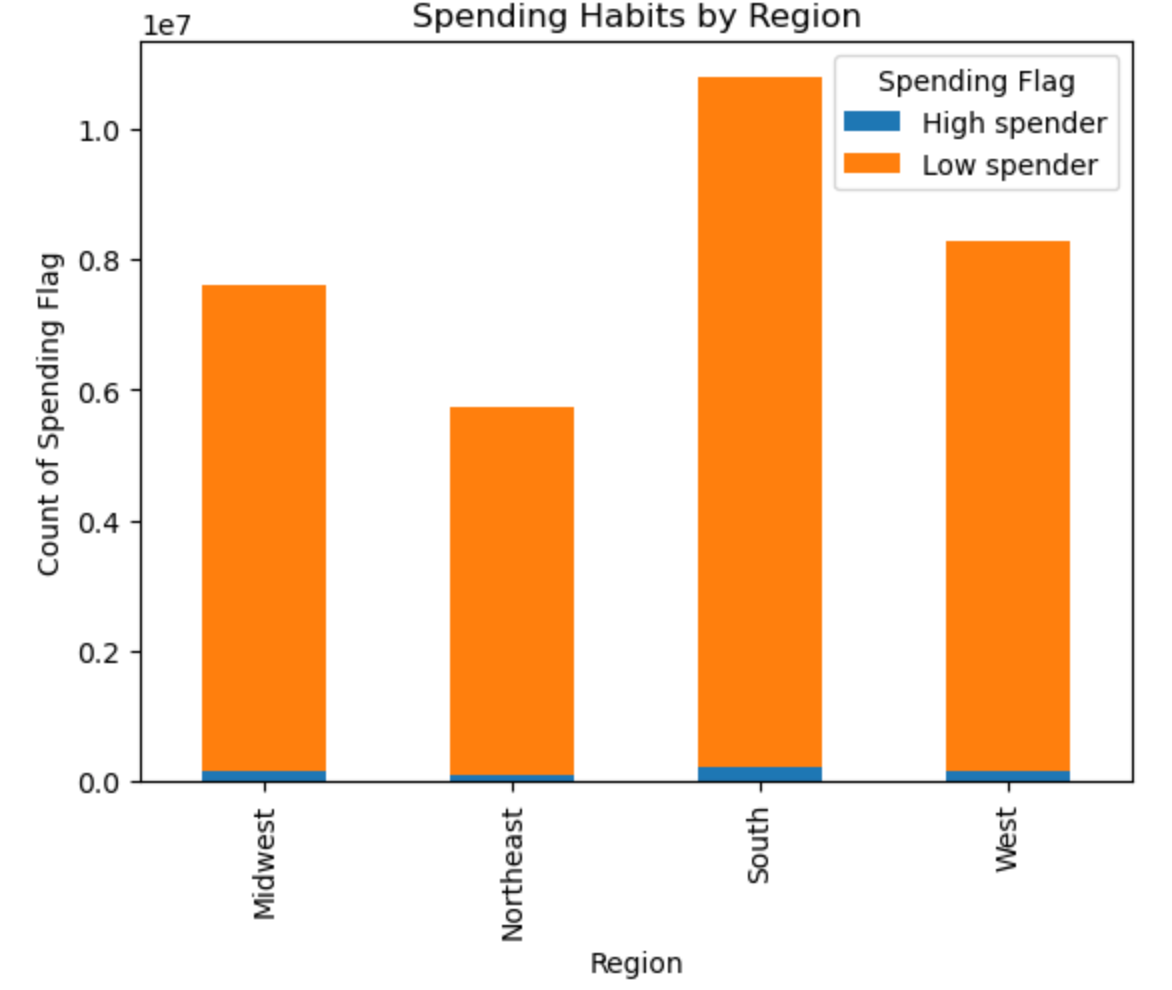 Spending Habits by Region
1e7
Spending Flag
High spender
Low spender
Count of Spending Flag
1.0
0.8
0.6
0.4
0.2
0.0
Midwest
Northeast
South
West
Region